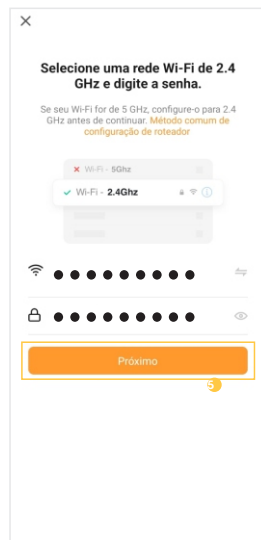 Selecione uma rede Wi-Fi de 2.4
GHz e digite a senha.
Se seu Wi-Fi for de 5 GHz, configure-o para 2.4
GHz antes de continuar. Método comum de
configuração de roteador
Wi-Fi - 5Ghz
Wi-Fi - 2.4Ghz
Próximo
5